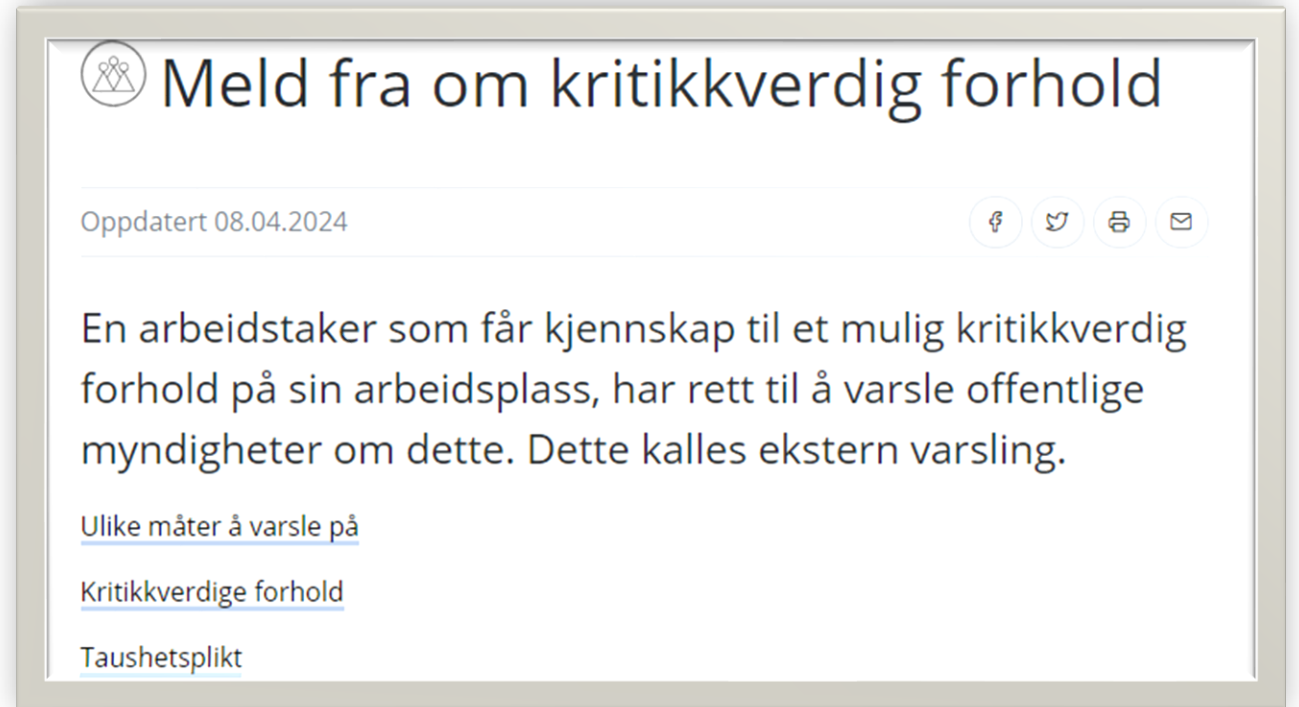 Meld fra om kritikkverdig forhold
Oppdatert 08.04.2024
En arbeidstaker som får kjennskap til et mulig kritikkverdig
forhold på sin arbeidsplass, har rett til å varsle offentlige
myndigheter om dette. Dette kalles ekstern varsling.
Ulike måter å varsle på
Kritikkverdige forhold
Taushetsplikt